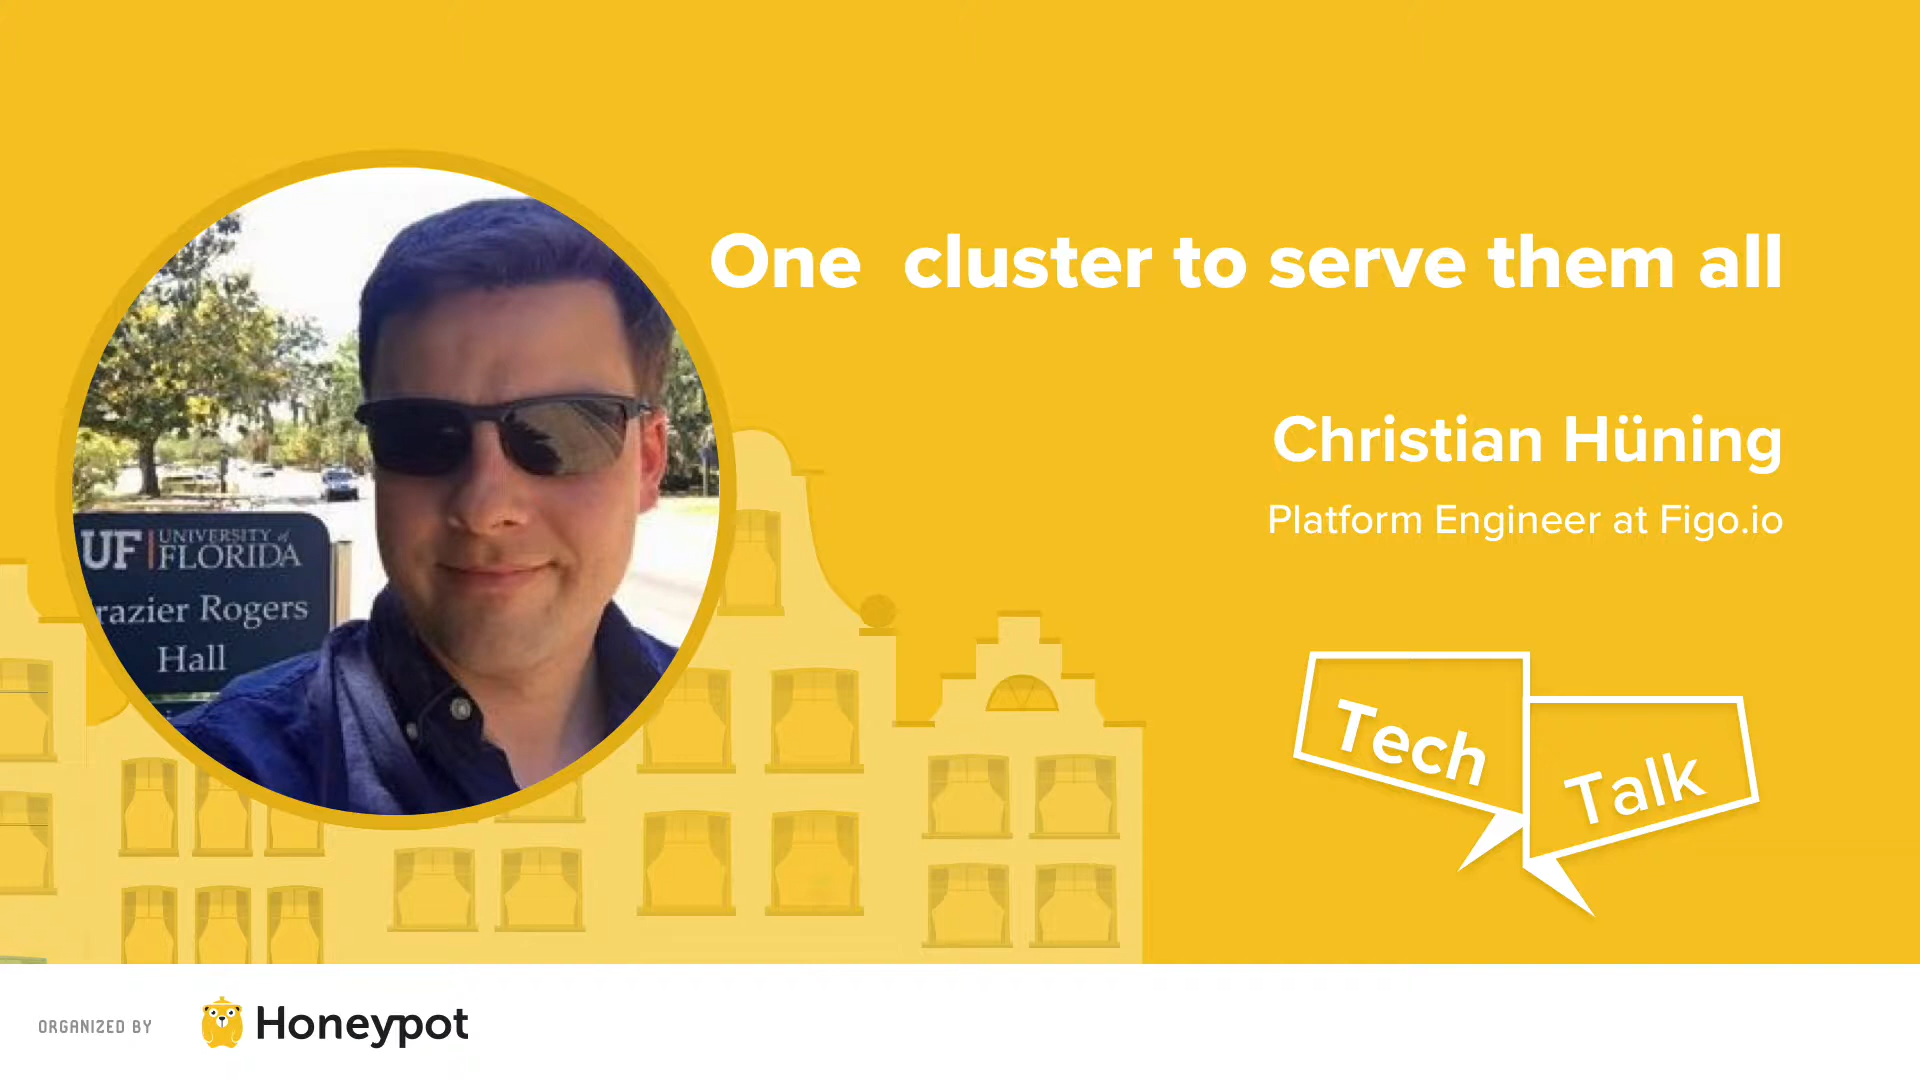 One cluster to serve them all
Christian Hüning
Platform Engineer at Figo.io
UF UNIVERSITY of
FLORIDA
razier Rogers
Hall
Tech
Talk
ORGANIZED BY
Honeypot